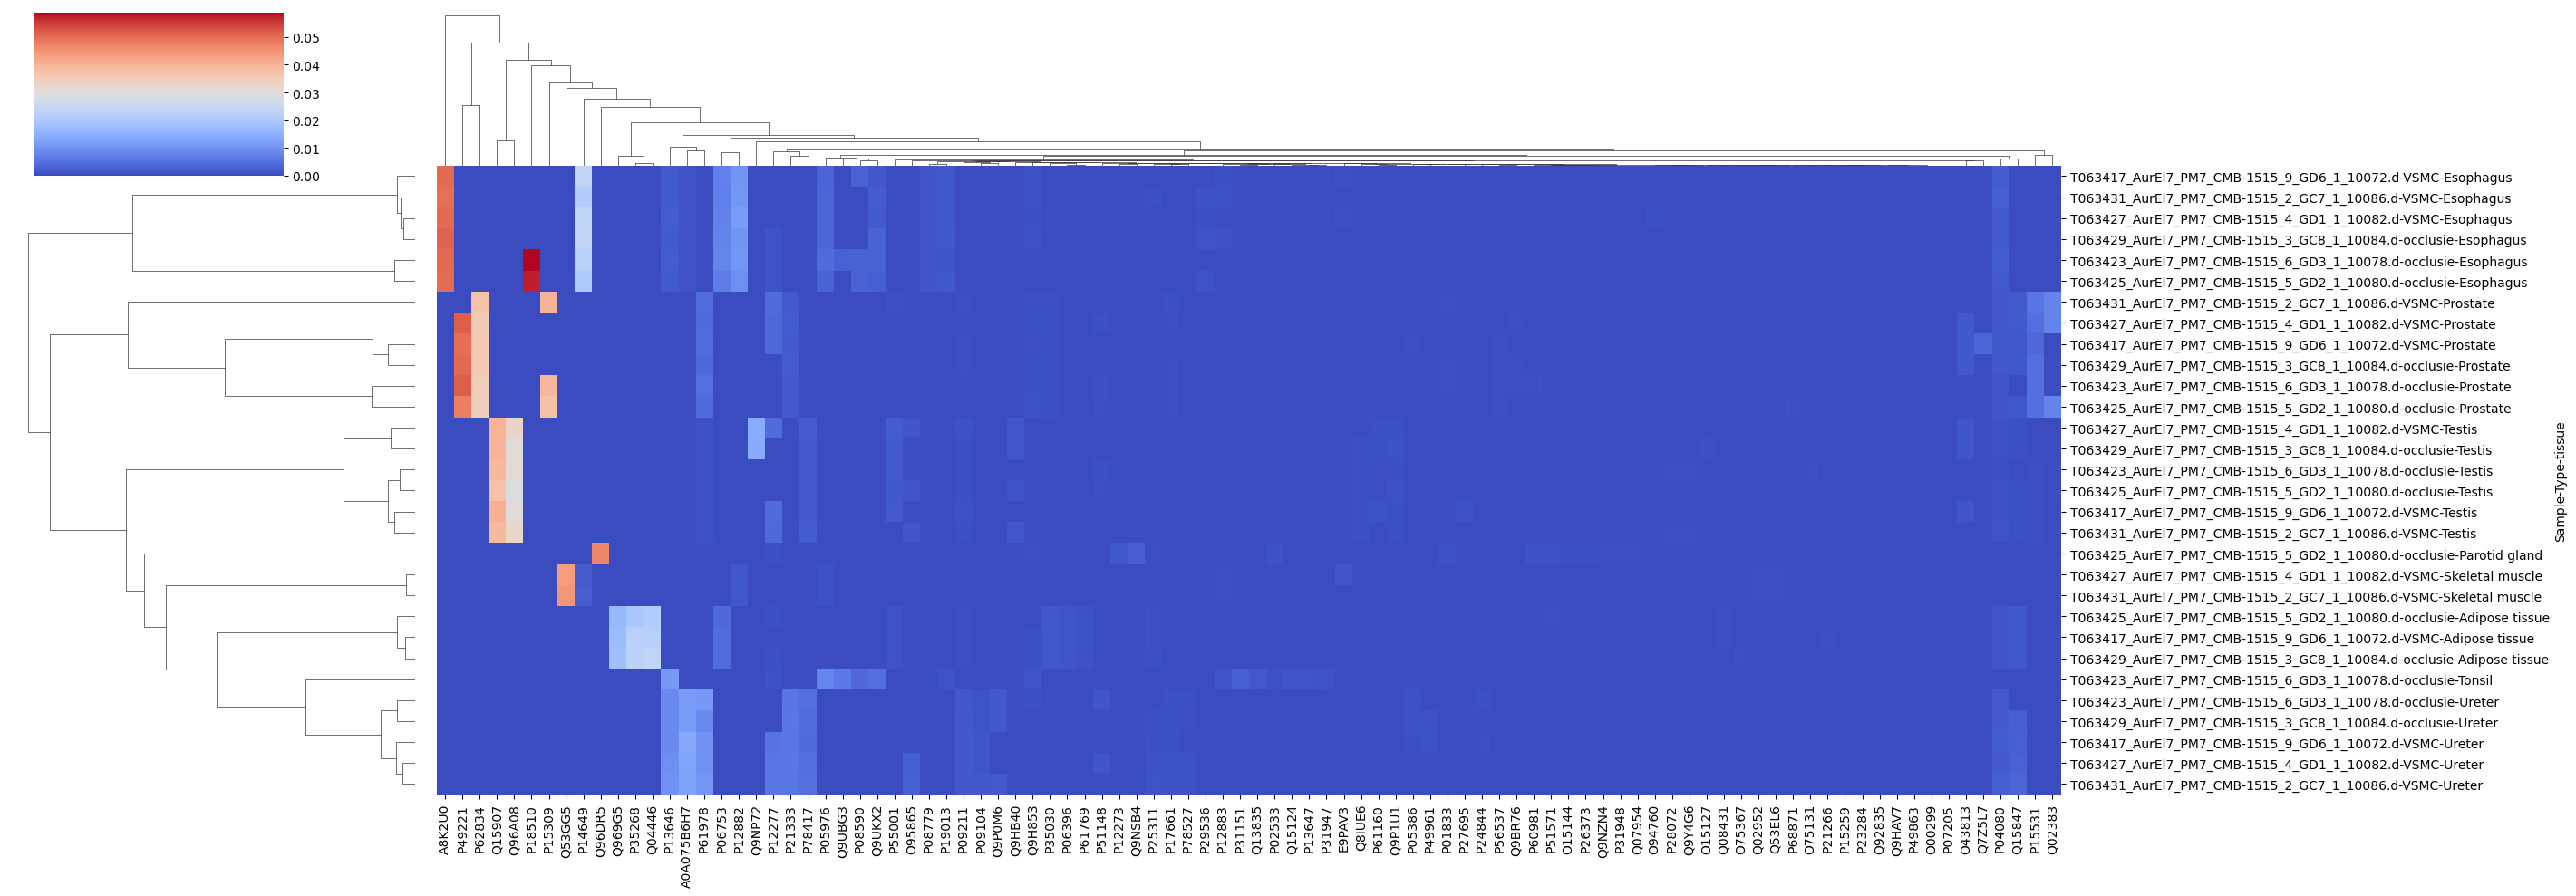 0.05
0.04
0.03
0.02
0.01
0.00
T063417_AurEl7_PM7_CMB-1515_9_GD6_1_10072.d-VSMC-Esophagus
T063431_AurEl7_PM7_CMB-1515_2_GC7_1_10086.d-VSMC-Esophagus
T063427_AurEl7_PM7_CMB-1515_4_GD1_1_10082.d-VSMC-Esophagus
T063429_AurEl7_PM7_CMB-1515_3_GC8_1_10084.d-occlusie-Esophagus
T063423_AurEl7_PM7_CMB-1515_6_GD3_1_10078.d-occlusie-Esophagus
T063425_AurEl7_PM7_CMB-1515_5_GD2_1_10080.d-occlusie-Esophagus
T063431_AurEl7_PM7_CMB-1515_2_GC7_1_10086.d-VSMC-Prostate
T063427_AurEl7_PM7_CMB-1515_4_GD1_1_10082.d-VSMC-Prostate
T063417_AurEl7_PM7_CMB-1515_9_GD6_1_10072.d-VSMC-Prostate
T063429_AurEl7_PM7_CMB-1515_3_GC8_1_10084.d-occlusie-Prostate
T063423_AurEl7_PM7_CMB-1515_6_GD3_1_10078.d-occlusie-Prostate
T063425_AurEl7_PM7_CMB-1515_5_GD2_1_10080.d-occlusie-Prostate
T063427_AurEl7_PM7_CMB-1515_4_GD1_1_10082.d-VSMC-Testis
T063429_AurEl7_PM7_CMB-1515_3_GC8_1_10084.d-occlusie-Testis
T063423_AurEl7_PM7_CMB-1515_6_GD3_1_10078.d-occlusie-Testis
T063425_AurEl7_PM7_CMB-1515_5_GD2_1_10080.d-occlusie-Testis
T063417_AurEl7_PM7_CMB-1515_9_GD6_1_10072.d-VSMC-Testis
T063431_AurEl7_PM7_CMB-1515_2_GC7_1_10086.d-VSMC-Testis
T063425_AurEl7_PM7_CMB-1515_5_GD2_1_10080.d-occlusie-Parotid gland
T063427_AurEl7_PM7_CMB-1515_4_GD1_1_10082.d-VSMC-Skeletal muscle
T063431_AurEl7_PM7_CMB-1515_2_GC7_1_10086.d-VSMC-Skeletal muscle
T063425_AurEl7_PM7_CMB-1515_5_GD2_1_10080.d-occlusie-Adipose tissue
T063417_AurEl7_PM7_CMB-1515_9_GD6_1_10072.d-VSMC-Adipose tissue
T063429_AurEl7_PM7_CMB-1515_3_GC8_1_10084.d-occlusie-Adipose tissue
T063423_AurEl7_PM7_CMB-1515_6_GD3_1_10078.d-occlusie-Tonsil
T063423_AurEl7_PM7_CMB-1515_6_GD3_1_10078.d-occlusie-Ureter
T063429_AurEl7_PM7_CMB-1515_3_GC8_1_10084.d-occlusie-Ureter
T063417_AurEl7_PM7_CMB-1515_9_GD6_1_10072.d-VSMC-Ureter
T063427_AurEl7_PM7_CMB-1515_4_GD1_1_10082.d-VSMC-Ureter
T063431_AurEl7_PM7_CMB-1515_2_GC7_1_10086.d-VSMC-Ureter
Sample-Type-tissue
A8K2U0
P49221
P62834
Q15907
Q96A08
P18510
P15309
Q53GG5
P14649
Q96DR5
Q969G5
P35268
Q04446
P13646
A0A075B6H7
P61978
P06753
P12882
Q9NP72
P12277
P21333
P78417
P05976
Q9UBG3
P08590
Q9UKX2
P55001
O95865
P08779
P19013
P09211
P09104
Q9P0M6
Q9HB40
Q9H853
P35030
P06396
P61769
P51148
P12273
Q9NSB4
P25311
P17661
P78527
P29536
P12883
P31151
Q13835
P02533
Q15124
P13647
P31947
E9PAV3
Q8IUE6
P61160
Q9P1U1
P05386
P49961
P01833
P27695
P24844
P56537
Q9BR76
P60981
P51571
O15144
P26373
Q9NZN4
P31948
Q07954
O94760
P28072
Q9Y4G6
O15127
Q08431
O75367
Q02952
Q53EL6
P68871
O75131
P21266
P15259
P23284
Q92835
Q9HAV7
P49863
O00299
P07205
O43813
Q7Z5L7
P04080
Q15847
P15531
Q02383